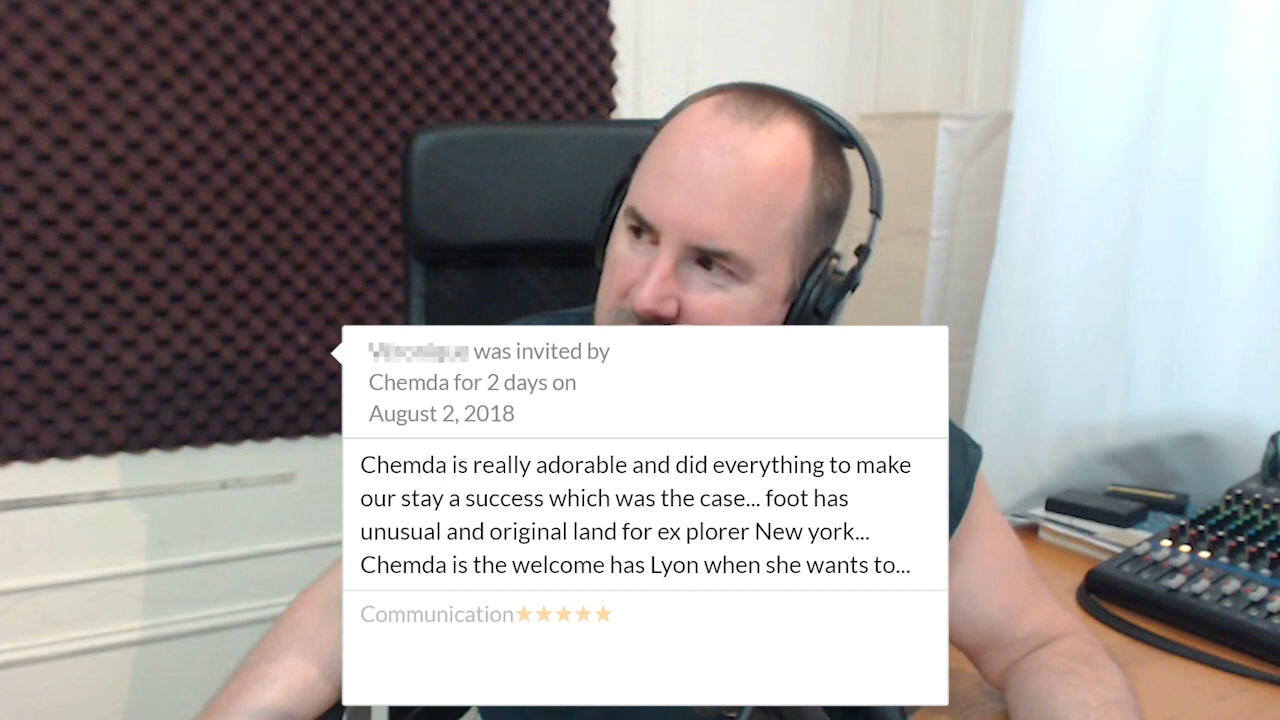 was invited by
Chemda for 2 days on
August 2, 2018
Chemda is really adorable and did everything to make
our stay a success which was the case... foot has
unusual and original land for ex plorer New york...
Chemda is the welcome has Lyon when she wants to...
Communication★★★★★